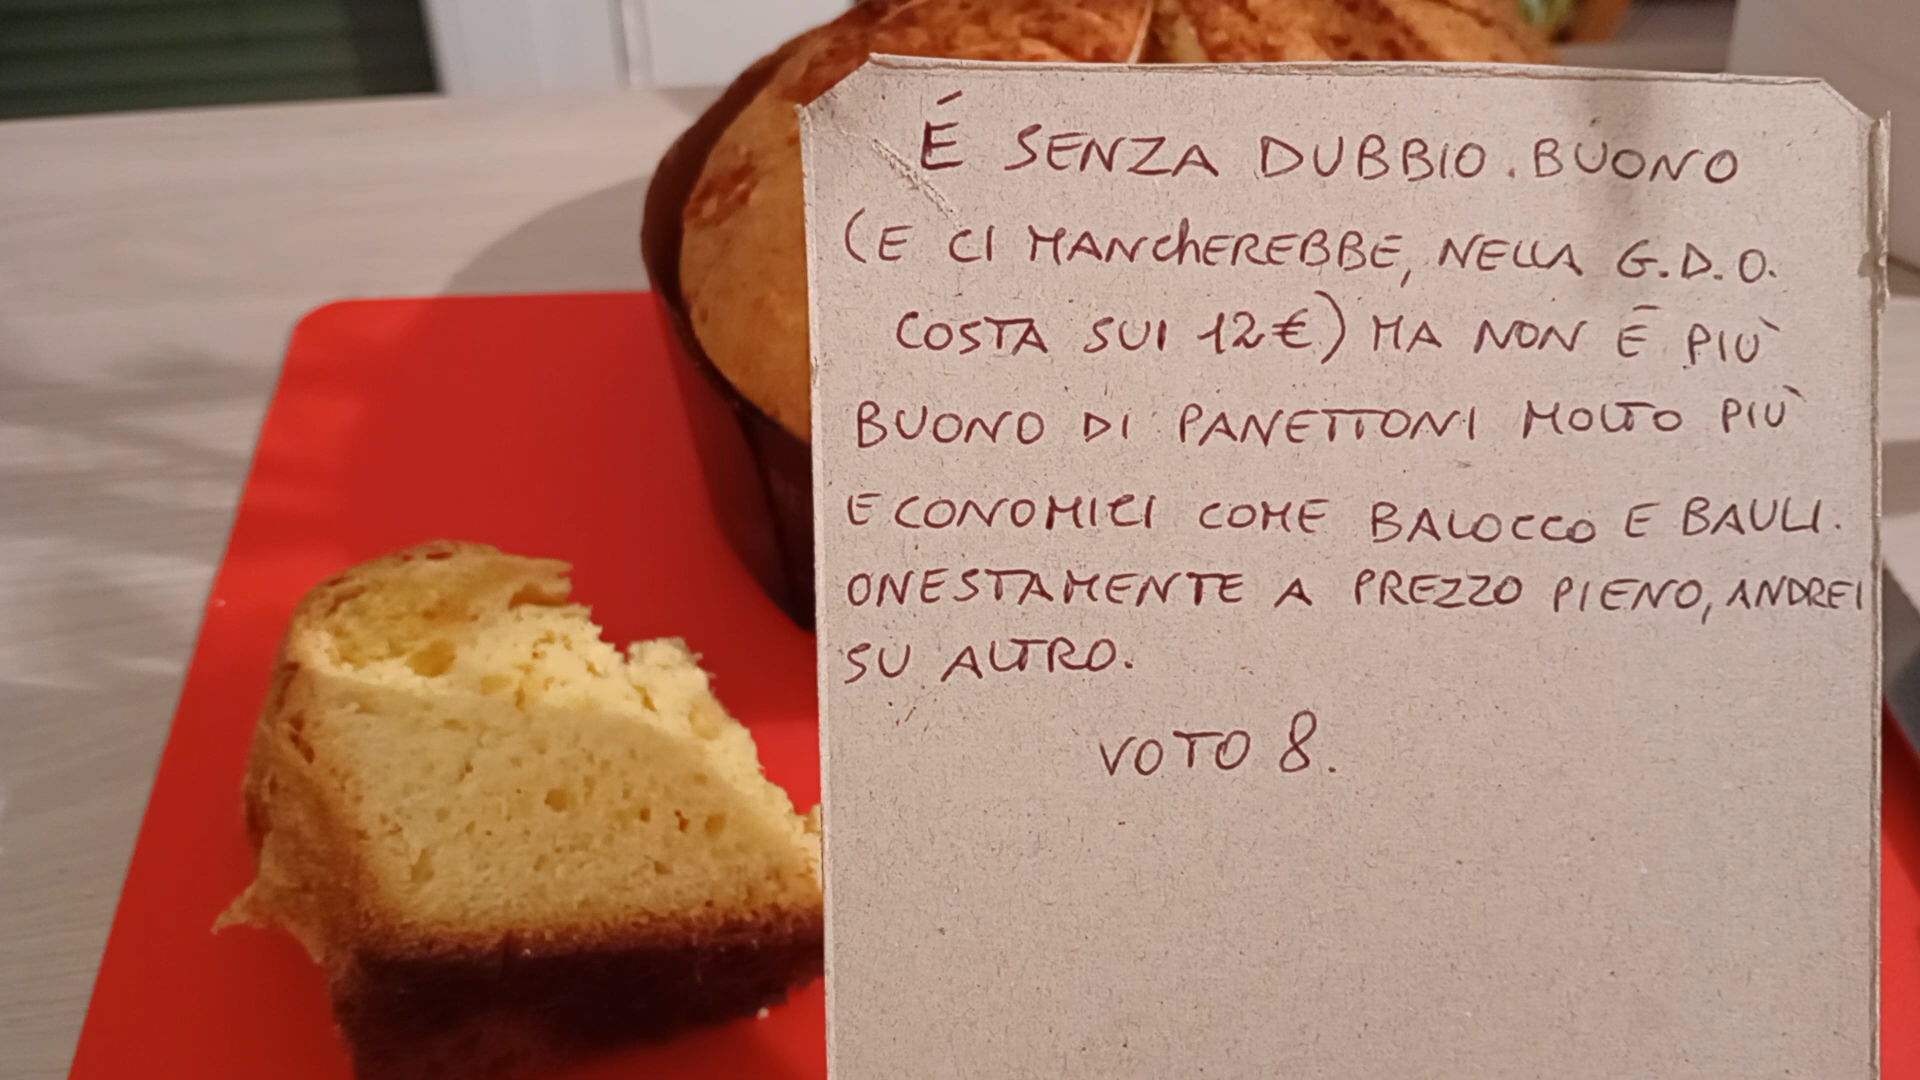 É SENZA DUBBIO. BUONO
(E CI MANCHEREBBE, NELLA G.D.O.
COSTA SUI 12€) MA NON È PIÙ
BUONO DI PANETTONI MOLTO PIÙ
ECONOMICI COME BALOCCO E BAULI.
ONESTAMENTE A PREZZO PIENO, ANDREI
SU ALTRO.
VOTO 8.